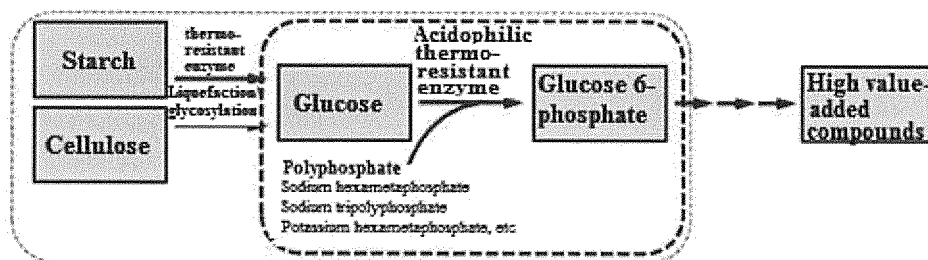 Starch
Cellulose
thermo-
resistant
enzyme
Liquefaction
glycosylation
Glucose
Acidophilic
thermo-
resistant
enzyme
Polyphosphate
Sodium hexametaphosphate
Sodium tripolyphosphate
Potassium hexametaphosphate, etc
Glucose 6-
phosphate
High value-
added
compounds